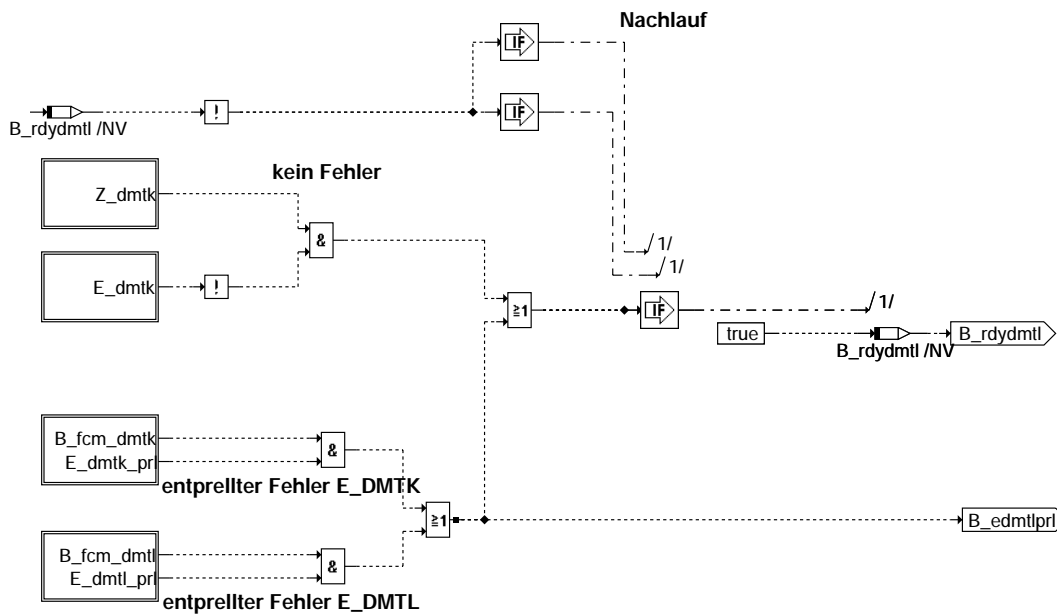 Nachlauf
IF
B_rdydmtl /NV
!
IF
kein Fehler
Z_dmtk
&
E_dmtk
!
1/
1/
≧1
IF
1/
true
B_rdydmtl /NV
B_rdydmtl
B_fcm_dmtk
E_dmtk_prl
&
entprellter Fehler E_DMTK
≧1
B_edmtlprl
B_fcm_dmtl
E_dmtl_prl
&
entprellter Fehler E_DMTL